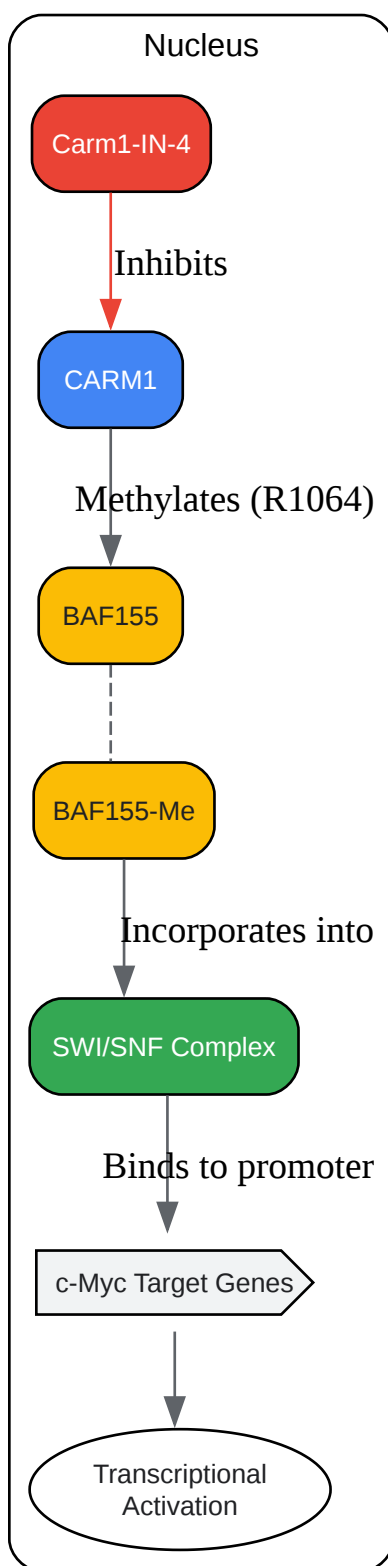 Nucleus
Carm1-IN-4
Inhibits
CARM1
Methylates (R1064)
BAF155
BAF155-Me
Incorporates into
SWI/SNF Complex
Binds to promoter
c-Myc Target Genes
Transcriptional
Activation